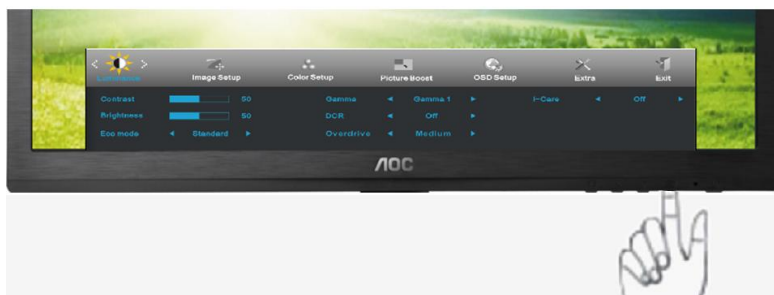 < >
Luminance Image Setup Color Setup Picture Boost OSD Setup Extra Exit
Contrast 50 Gamma Gamma 1 i-Care Off
Brightness 50 DCR Off
Eco mode Standard Overdrive Medium
AOC